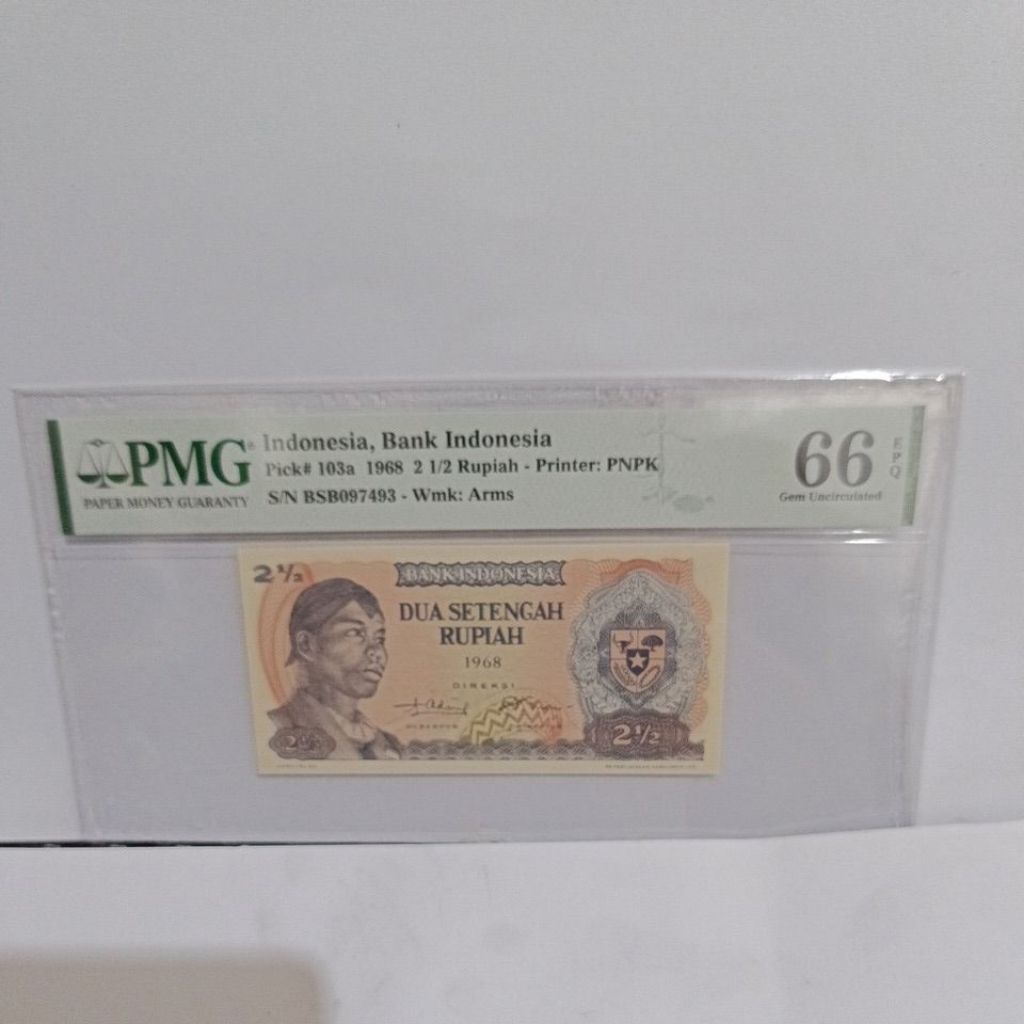 PMG
PAPER MONEY GUARANTY
Indonesia, Bank Indonesia
Pick# 103a 1968 2 1/2 Rupiah - Printer: PNPK
S/N BSB097493 - Wmk: Arms
66 EPQ
Gem Uncirculated
2½
BANK INDONESIA
DUA SETENGAH
RUPIAH
1968
DIREKSI
2½
2½